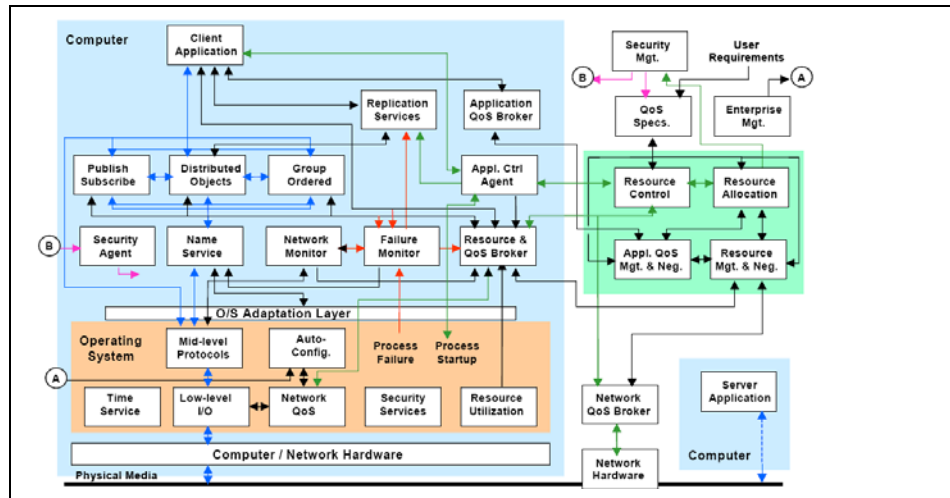 Computer
Client
Application
Security
Mgt.
User
Requirements
B
A
Replication
Services
Application
QoS Broker
QoS
Specs.
Enterprise
Mgt.
Publish
Subscribe
Distributed
Objects
Group
Ordered
Appl. Ctrl
Agent
Resource
Control
Resource
Allocation
B
Security
Agent
Name
Service
Network
Monitor
Failure
Monitor
Resource &
QoS Broker
Appl. QoS
Mgt. & Neg.
Resource
Mgt. & Neg.
O/S Adaptation Layer
Operating
System
Mid-level
Protocols
Auto-
Config.
Process
Failure
Process
Startup
A
Time
Service
Low-level
I/O
Network
QoS
Security
Services
Resource
Utilization
Network
QoS Broker
Server
Application
Computer / Network Hardware
Computer
Physical Media
Network
Hardware